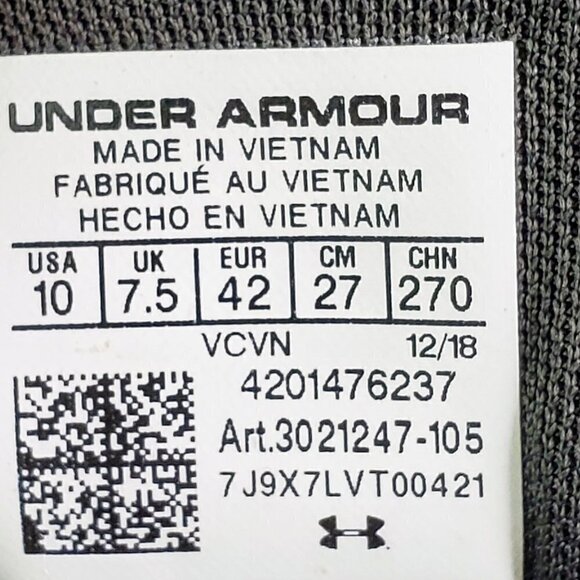 UNDER ARMOUR
MADE IN VIETNAM
FABRIQUÉ AU VIETNAM
HECHO EN VIETNAM
USA UK EUR CM CHN
10 7.5 42 27 270
VCVN 12/18
4201476237
Art.3021247-105
7J9X7LVT00421